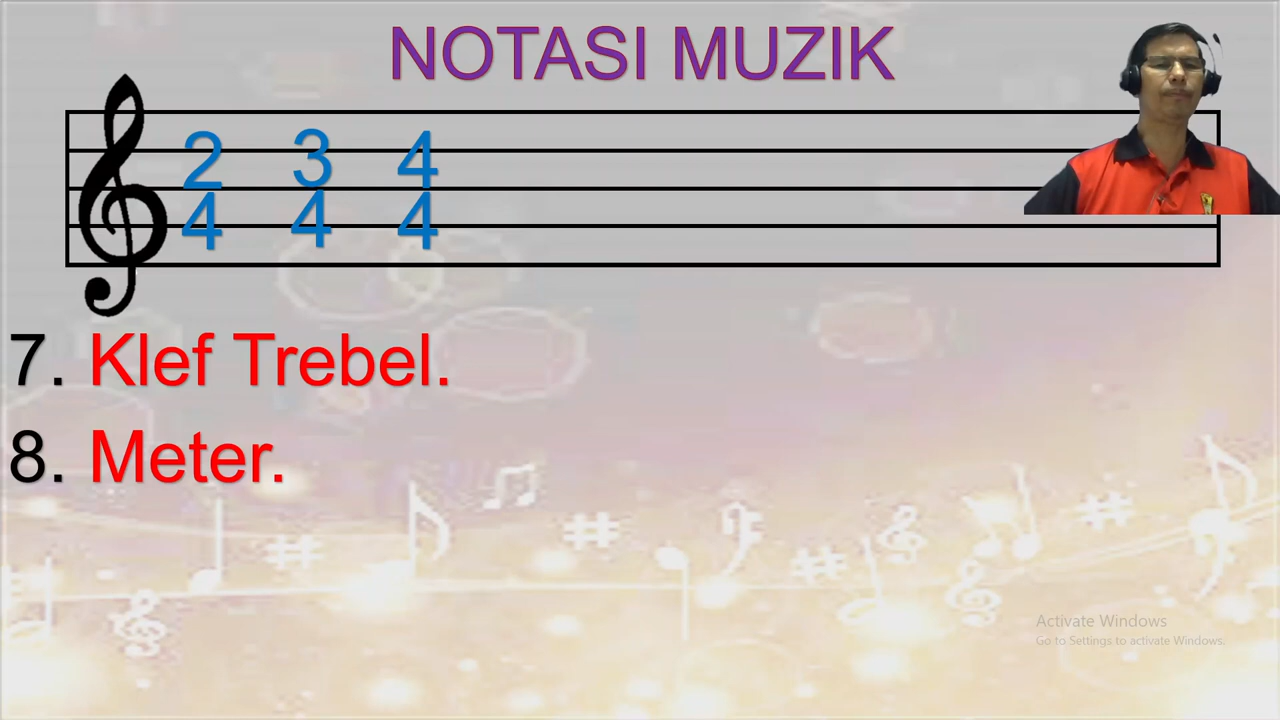 NOTASI MUZIK
2 3 4
4 4 4
7. Klef Trebel.
8. Meter.
Activate Windows
Go to Settings to activate Windows.